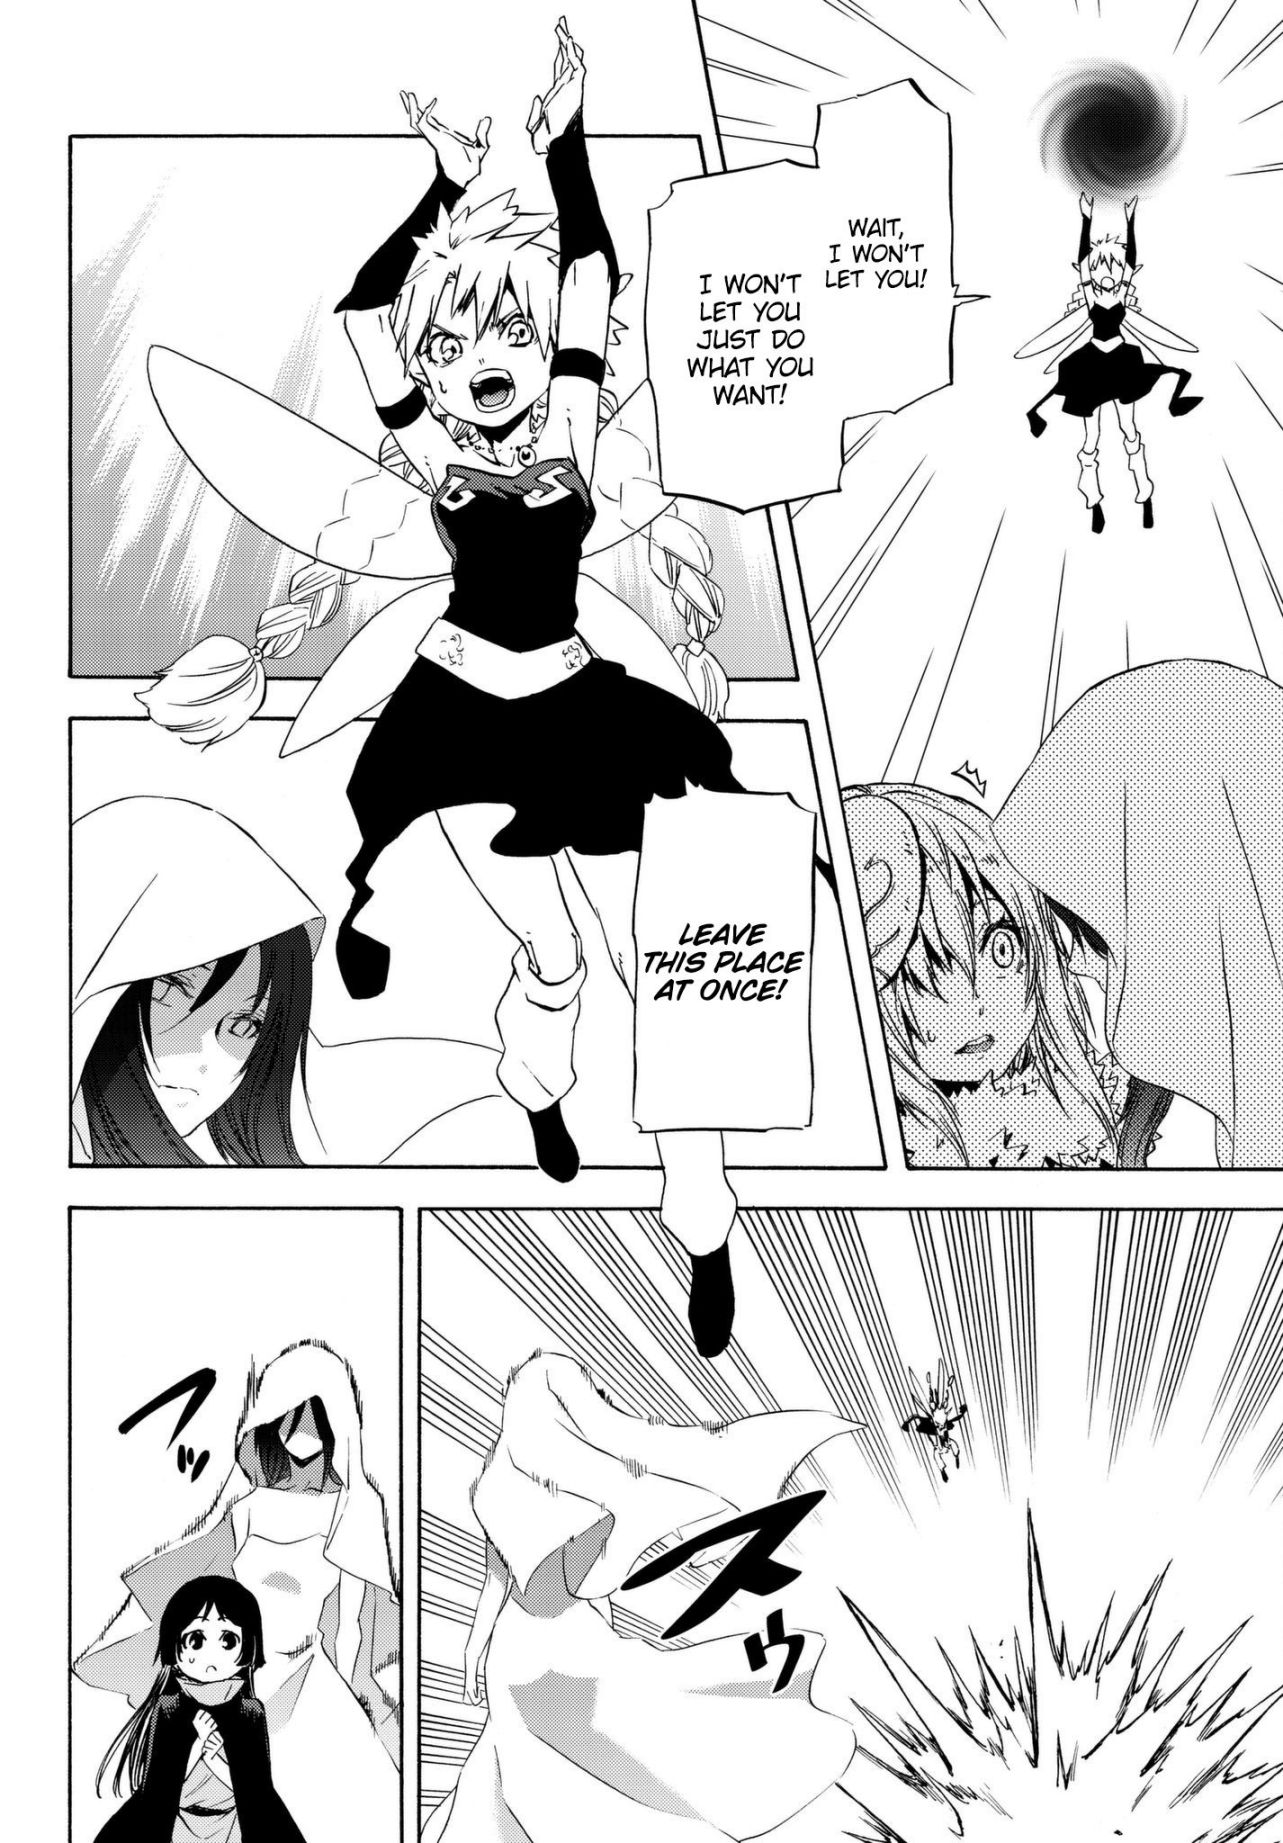 WAIT,
I WON'T
LET YOU!
I WON'T
LET YOU
JUST DO
WHAT YOU
WANT!
LEAVE
THIS PLACE
AT ONCE!
スゥ
スッ